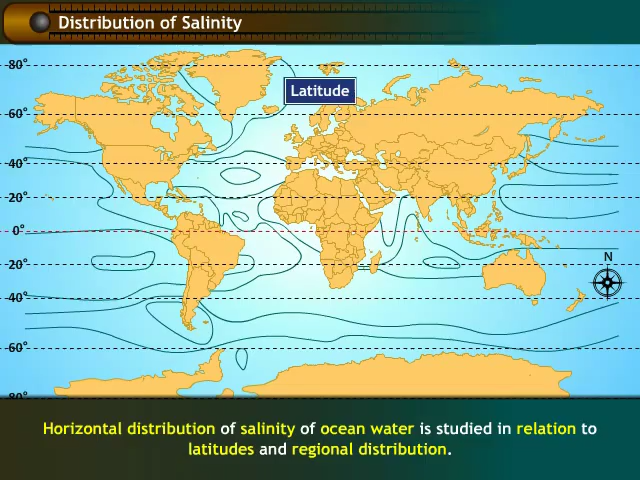 Distribution of Salinity
80°
Latitude
60°
40°
20°
0°
N
20°
40°
60°
80°
Horizontal distribution of salinity of ocean water is studied in relation to
latitudes and regional distribution.